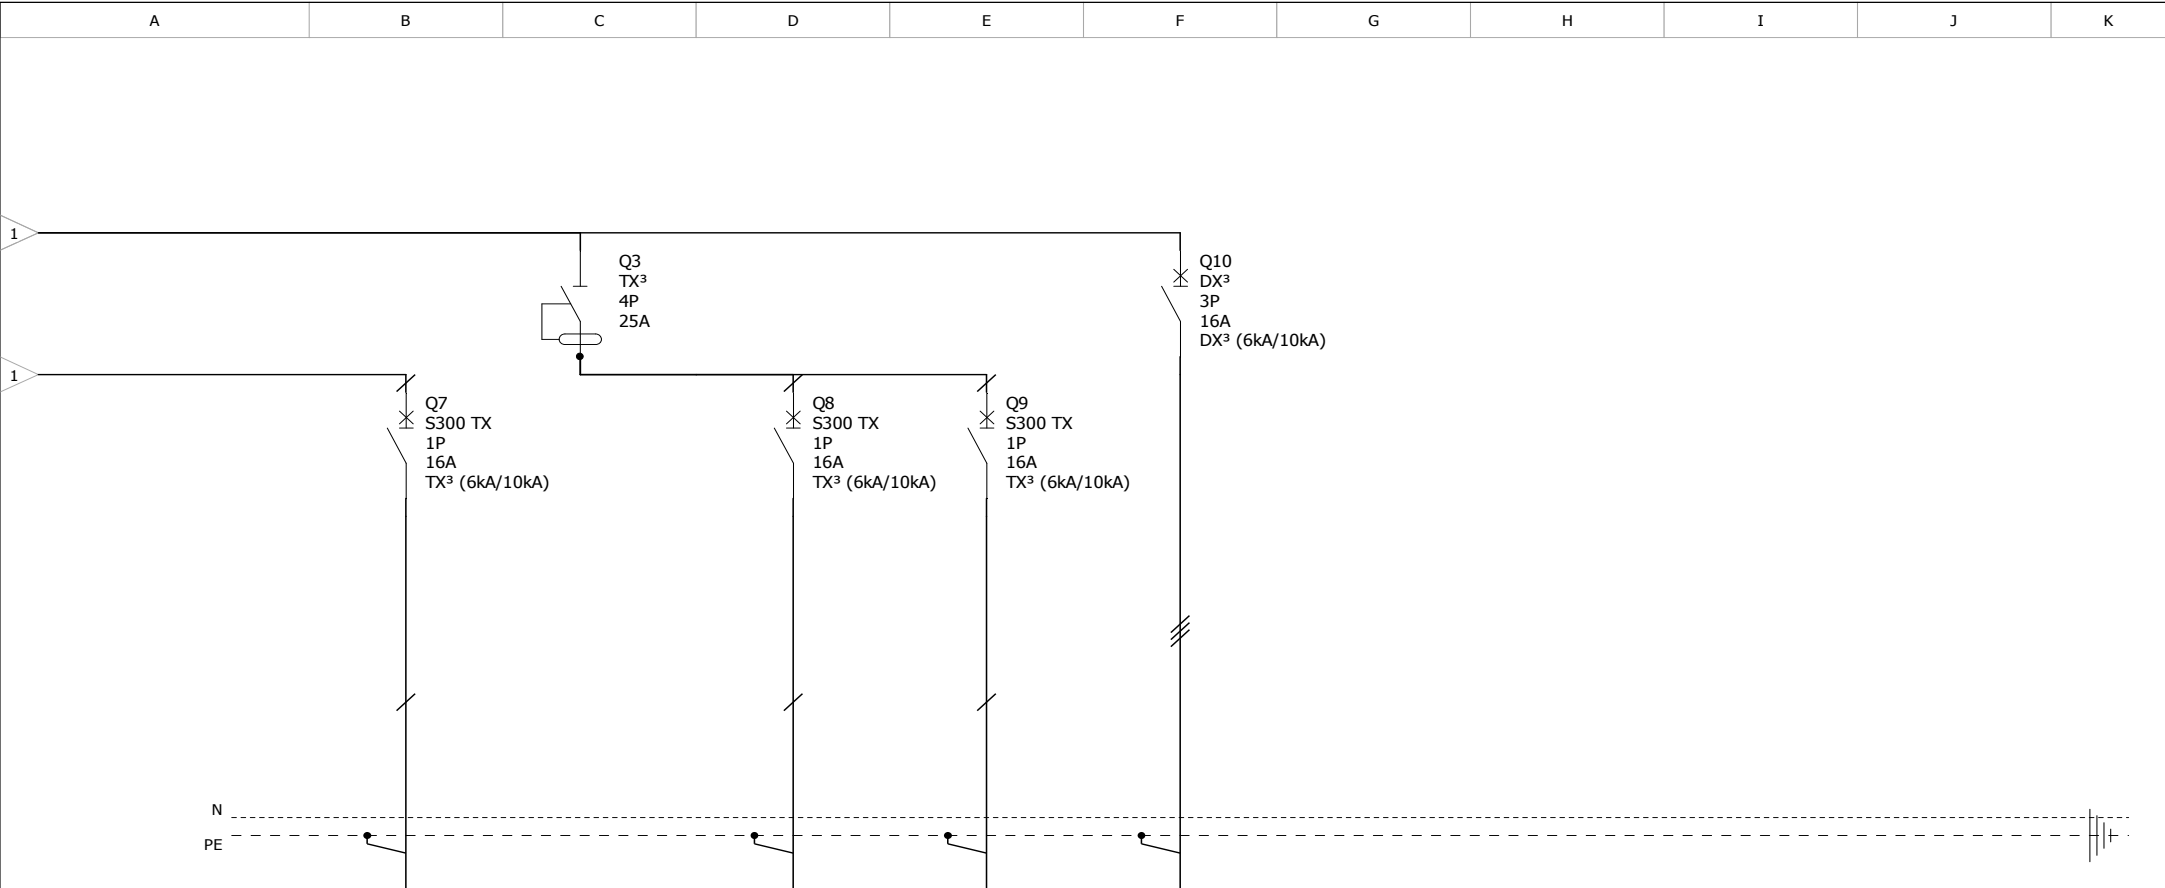 A B C D E F G H I J K
1
Q3
TX³
4P
25A
Q10
DX³
3P
16A
DX³ (6kA/10kA)
1
Q7
S300 TX
1P
16A
TX³ (6kA/10kA)
Q8
S300 TX
1P
16A
TX³ (6kA/10kA)
Q9
S300 TX
1P
16A
TX³ (6kA/10kA)
N
PE